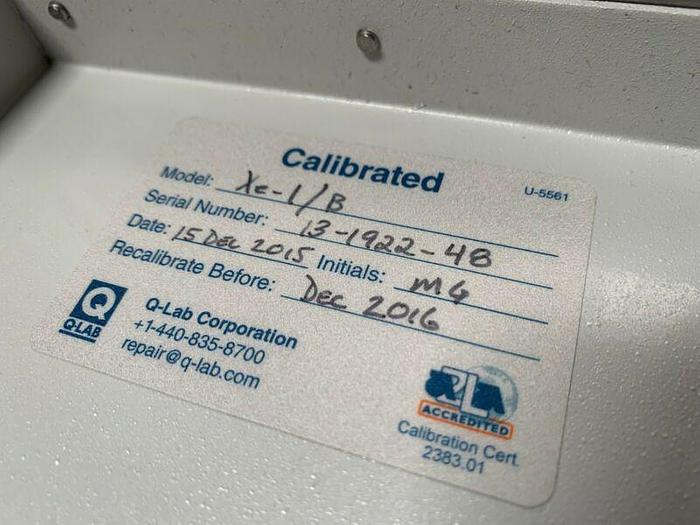 Calibrated
U-5561
Model: Xe-1/B
Serial Number: 13-1922-48
Date: 15 DEC 2015 Initials: MG
Recalibrate Before: DEC 2016
Q-LAB
Q-Lab Corporation
+1-440-835-8700
repair@q-lab.com
A2LA
ACCREDITED
Calibration Cert.
2383.01